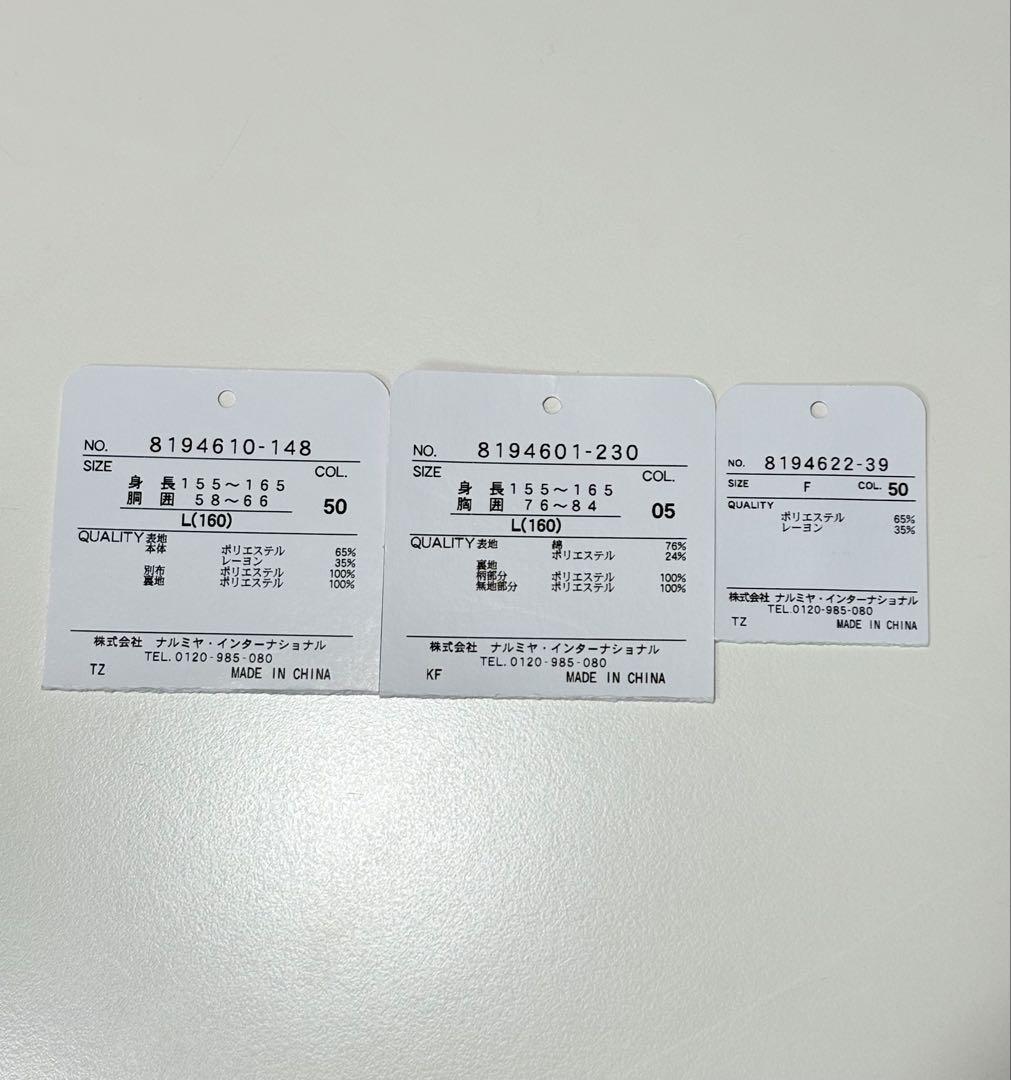 NO. 8194610-148
SIZE COL.
身長155～165
胴囲 58～66 50
L(160)
QUALITY 表地
本体 ポリエステル 65%
レーヨン 35%
別布 ポリエステル 100%
裏地 ポリエステル 100%
株式会社 ナルミヤ・インターナショナル
TEL.0120-985-080
TZ MADE IN CHINA
NO. 8194601-230
SIZE COL.
身長155～165
胸囲 76～84 05
L(160)
QUALITY 表地 綿 76%
ポリエステル 24%
裏地
柄部分 ポリエステル 100%
無地部分 ポリエステル 100%
株式会社 ナルミヤ・インターナショナル
TEL.0120-985-080
KF MADE IN CHINA
NO. 8194622-39
SIZE F COL. 50
QUALITY
ポリエステル 65%
レーヨン 35%
株式会社 ナルミヤ・インターナショナル
TEL.0120-985-080
TZ MADE IN CHINA